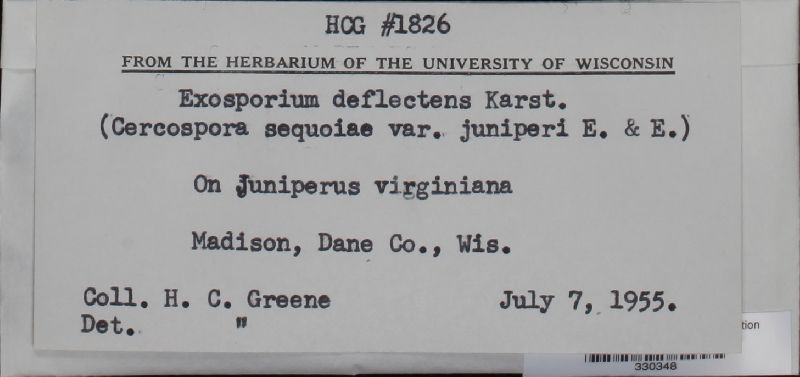 HCG #1826
FROM THE HERBARIUM OF THE UNIVERSITY OF WISCONSIN
Exosporium deflectens Karst.
(Cercospora sequoiae var. juniperi E. & E.)
On Juniperus virginiana
Madison, Dane Co., Wis.
Coll. H. C. Greene July 7, 1955.
Det. "
330348